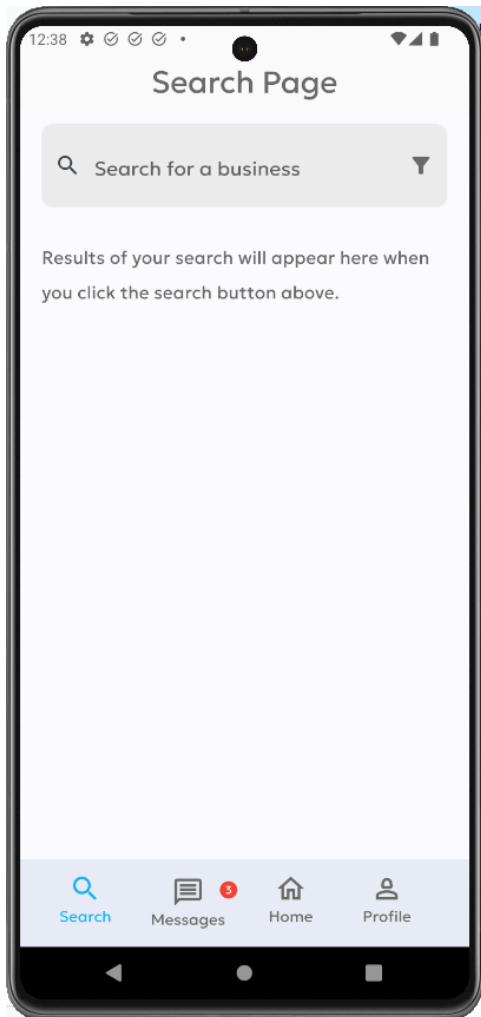 12:38
Search Page
Search for a business
Results of your search will appear here when
you click the search button above.
3
Search Messages Home Profile